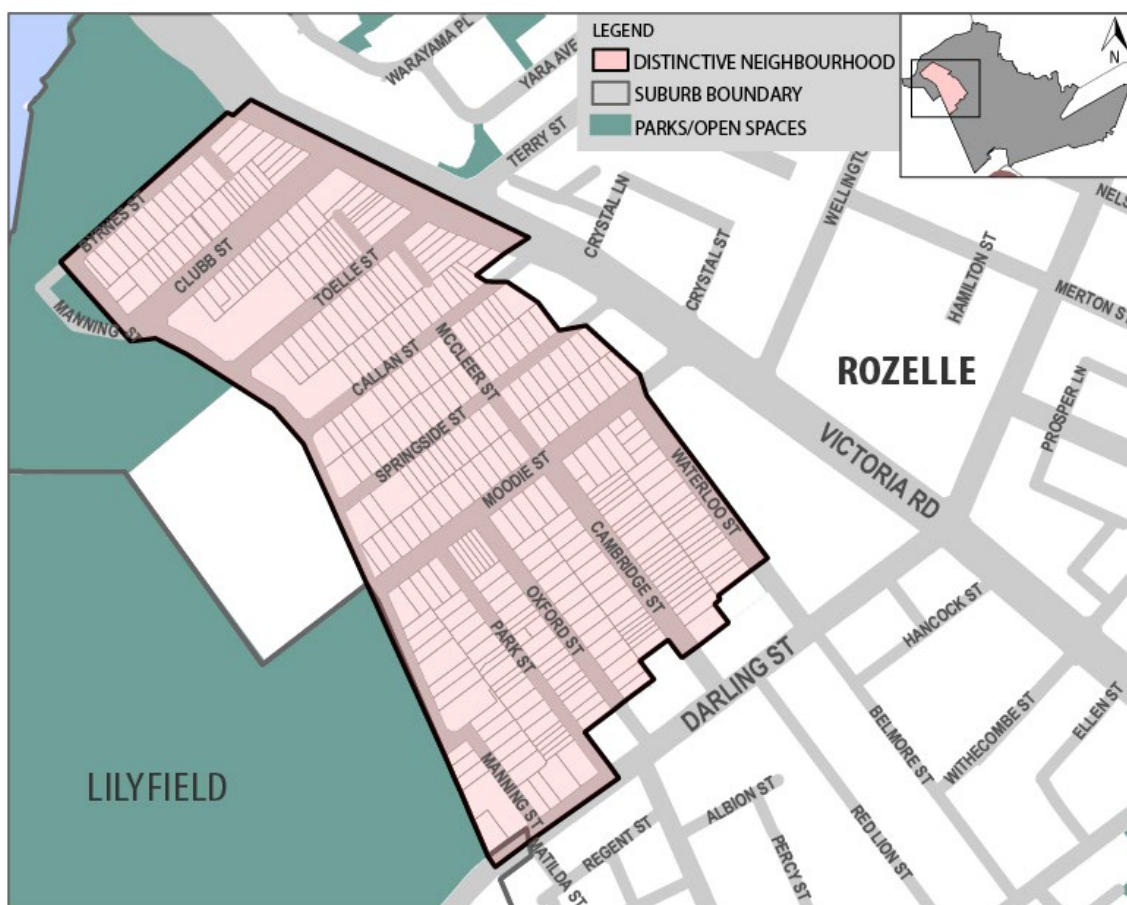 LEGEND
DISTINCTIVE NEIGHBOURHOOD
SUBURB BOUNDARY
PARKS/OPEN SPACES
N
WARAYAMA PL
YARA AVE
TERRY ST
CRYSTAL LN
CRYSTAL ST
WELLINGTON
HAMILTON ST
NELS
MERTON ST
PROSPER LN
BYRNES ST
CLUBB ST
MANNING ST
TOELLE ST
CALLAN ST
MCCLEER ST
SPRINGSIDE ST
MOODIE ST
WATERLOO ST
CAMBRIDGE ST
OXFORD ST
PARK ST
MANNING ST
ROZELLE
VICTORIA RD
DARLING ST
HANCOCK ST
BELMORE ST
WITHECOMBE ST
ELLEN ST
LILYFIELD
ALBION ST
REGENT ST
RED LION ST
PERCY ST
MATILDA ST